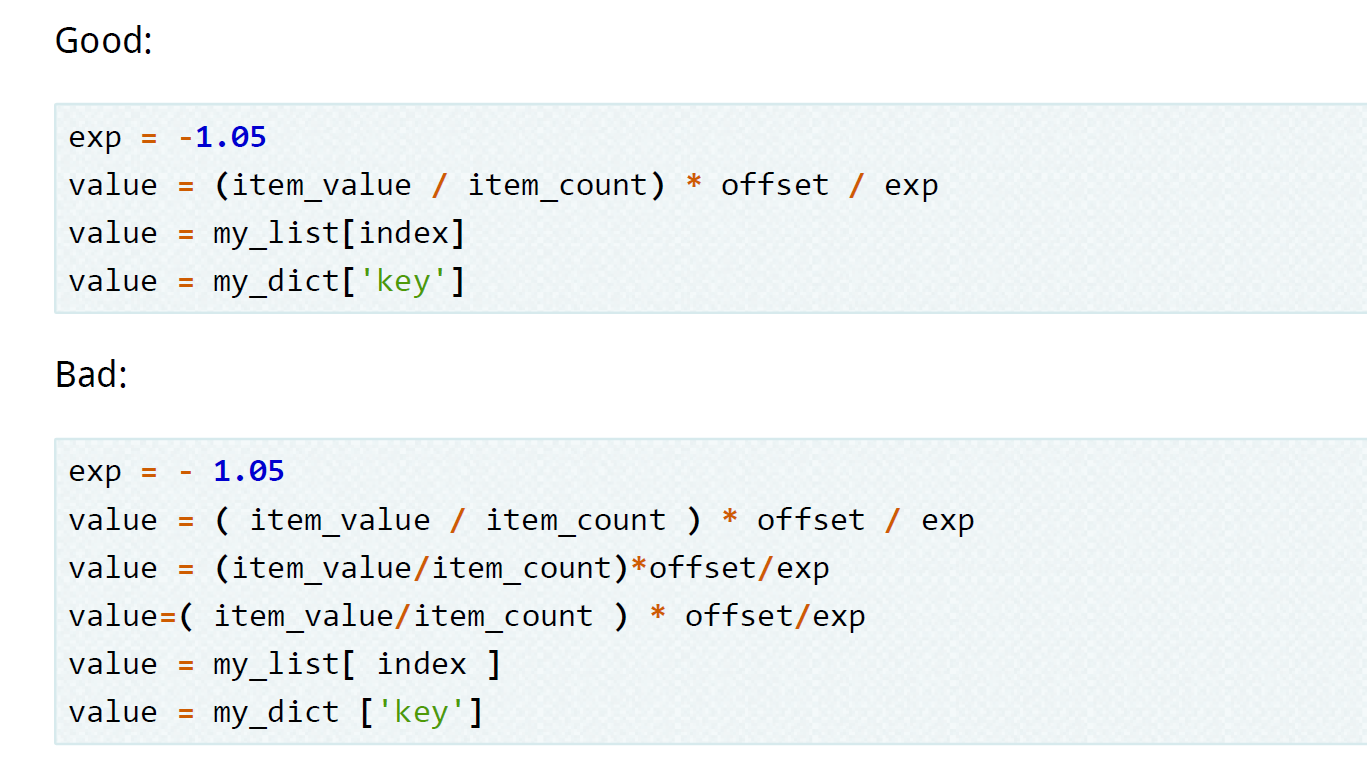 Good:
exp = -1.05
value = (item_value / item_count) * offset / exp
value = my_list[index]
value = my_dict['key']
Bad:
exp = - 1.05
value = ( item_value / item_count ) * offset / exp
value = (item_value/item_count)*offset/exp
value=( item_value/item_count ) * offset/exp
value = my_list[ index ]
value = my_dict ['key']